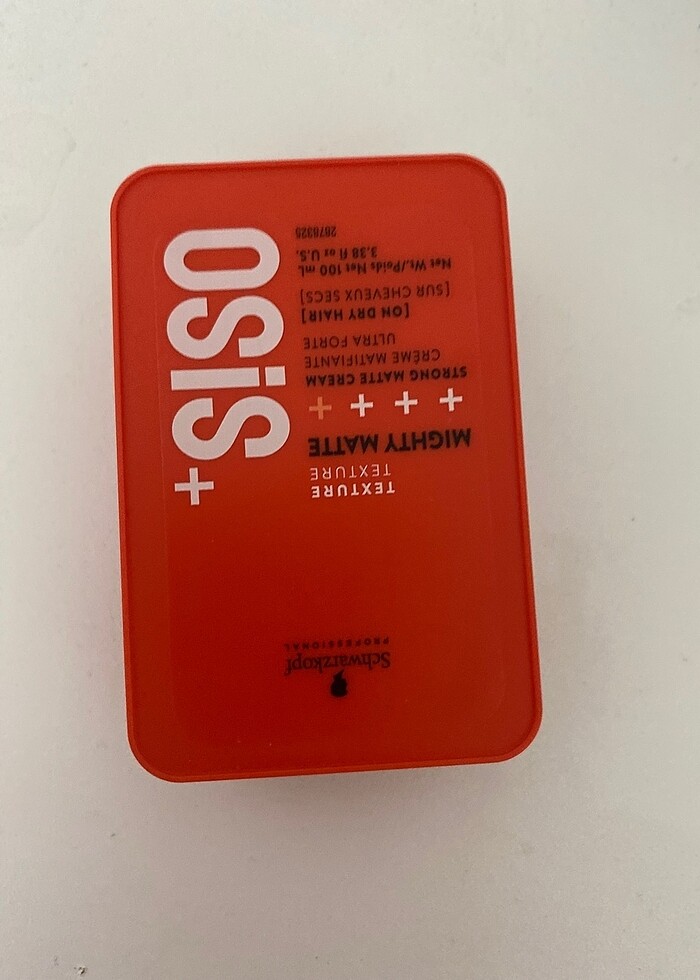 Schwarzkopf
PROFESSIONAL
TEXTURE
TEXTURE
MIGHTY MATTE
+ + + +
STRONG MATTE CREAM
CRÈME MATIFIANTE
ULTRA FORTE
[ON DRY HAIR]
[SUR CHEVEUX SECS]
Net Wt./Poids Net 100 mL
3.38 fl oz U.S.
2878325
OSiS+